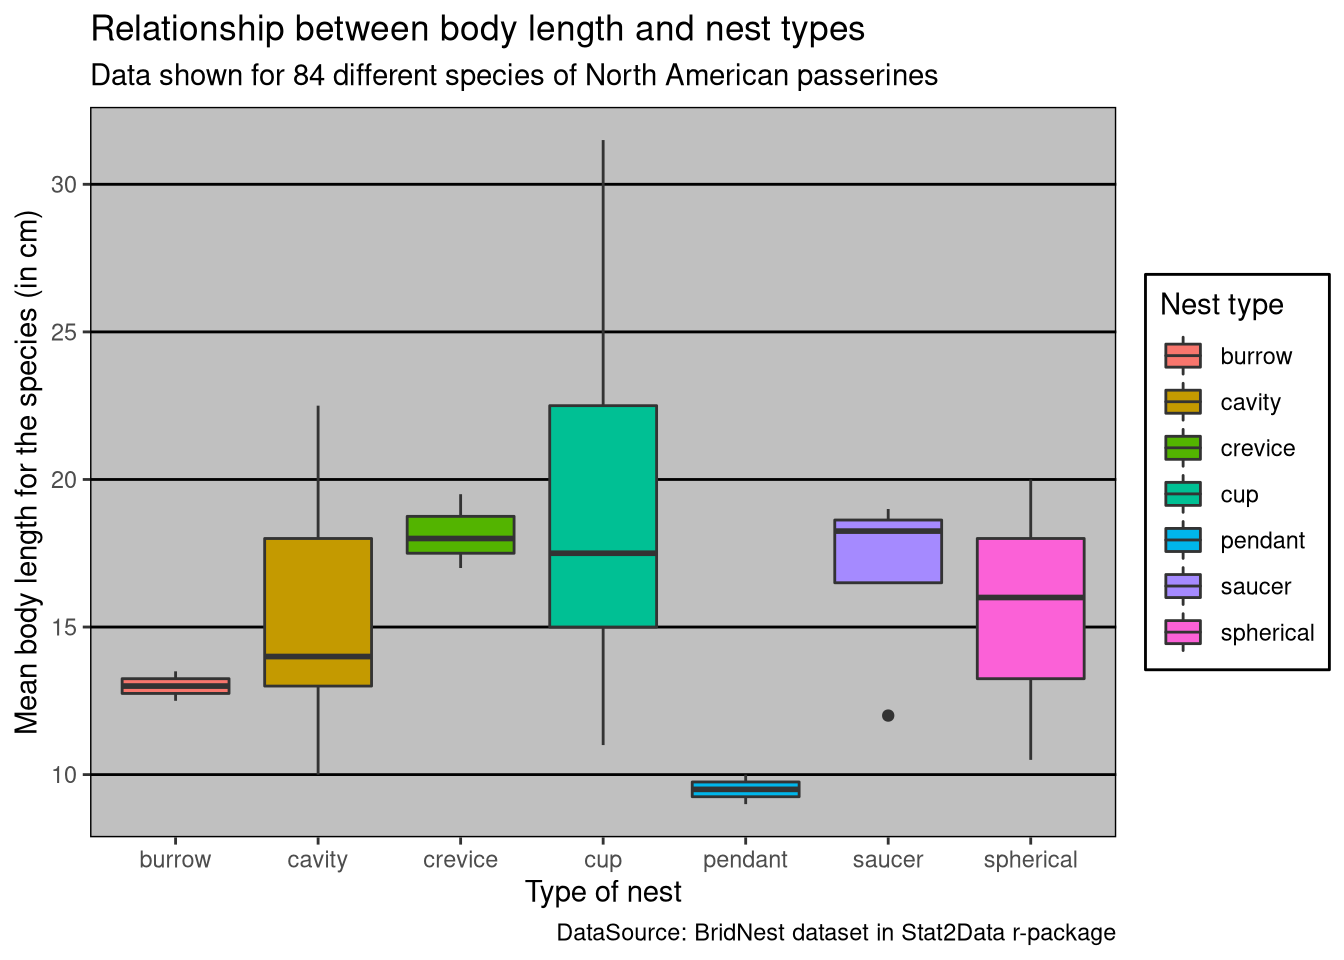 Relationship between body length and nest types
Data shown for 84 different species of North American passerines
Mean body length for the species (in cm)
30
25
20
15
10
burrow
cavity
crevice
cup
pendant
saucer
spherical
Type of nest
DataSource: BridNest dataset in Stat2Data r-package
Nest type
burrow
cavity
crevice
cup
pendant
saucer
spherical